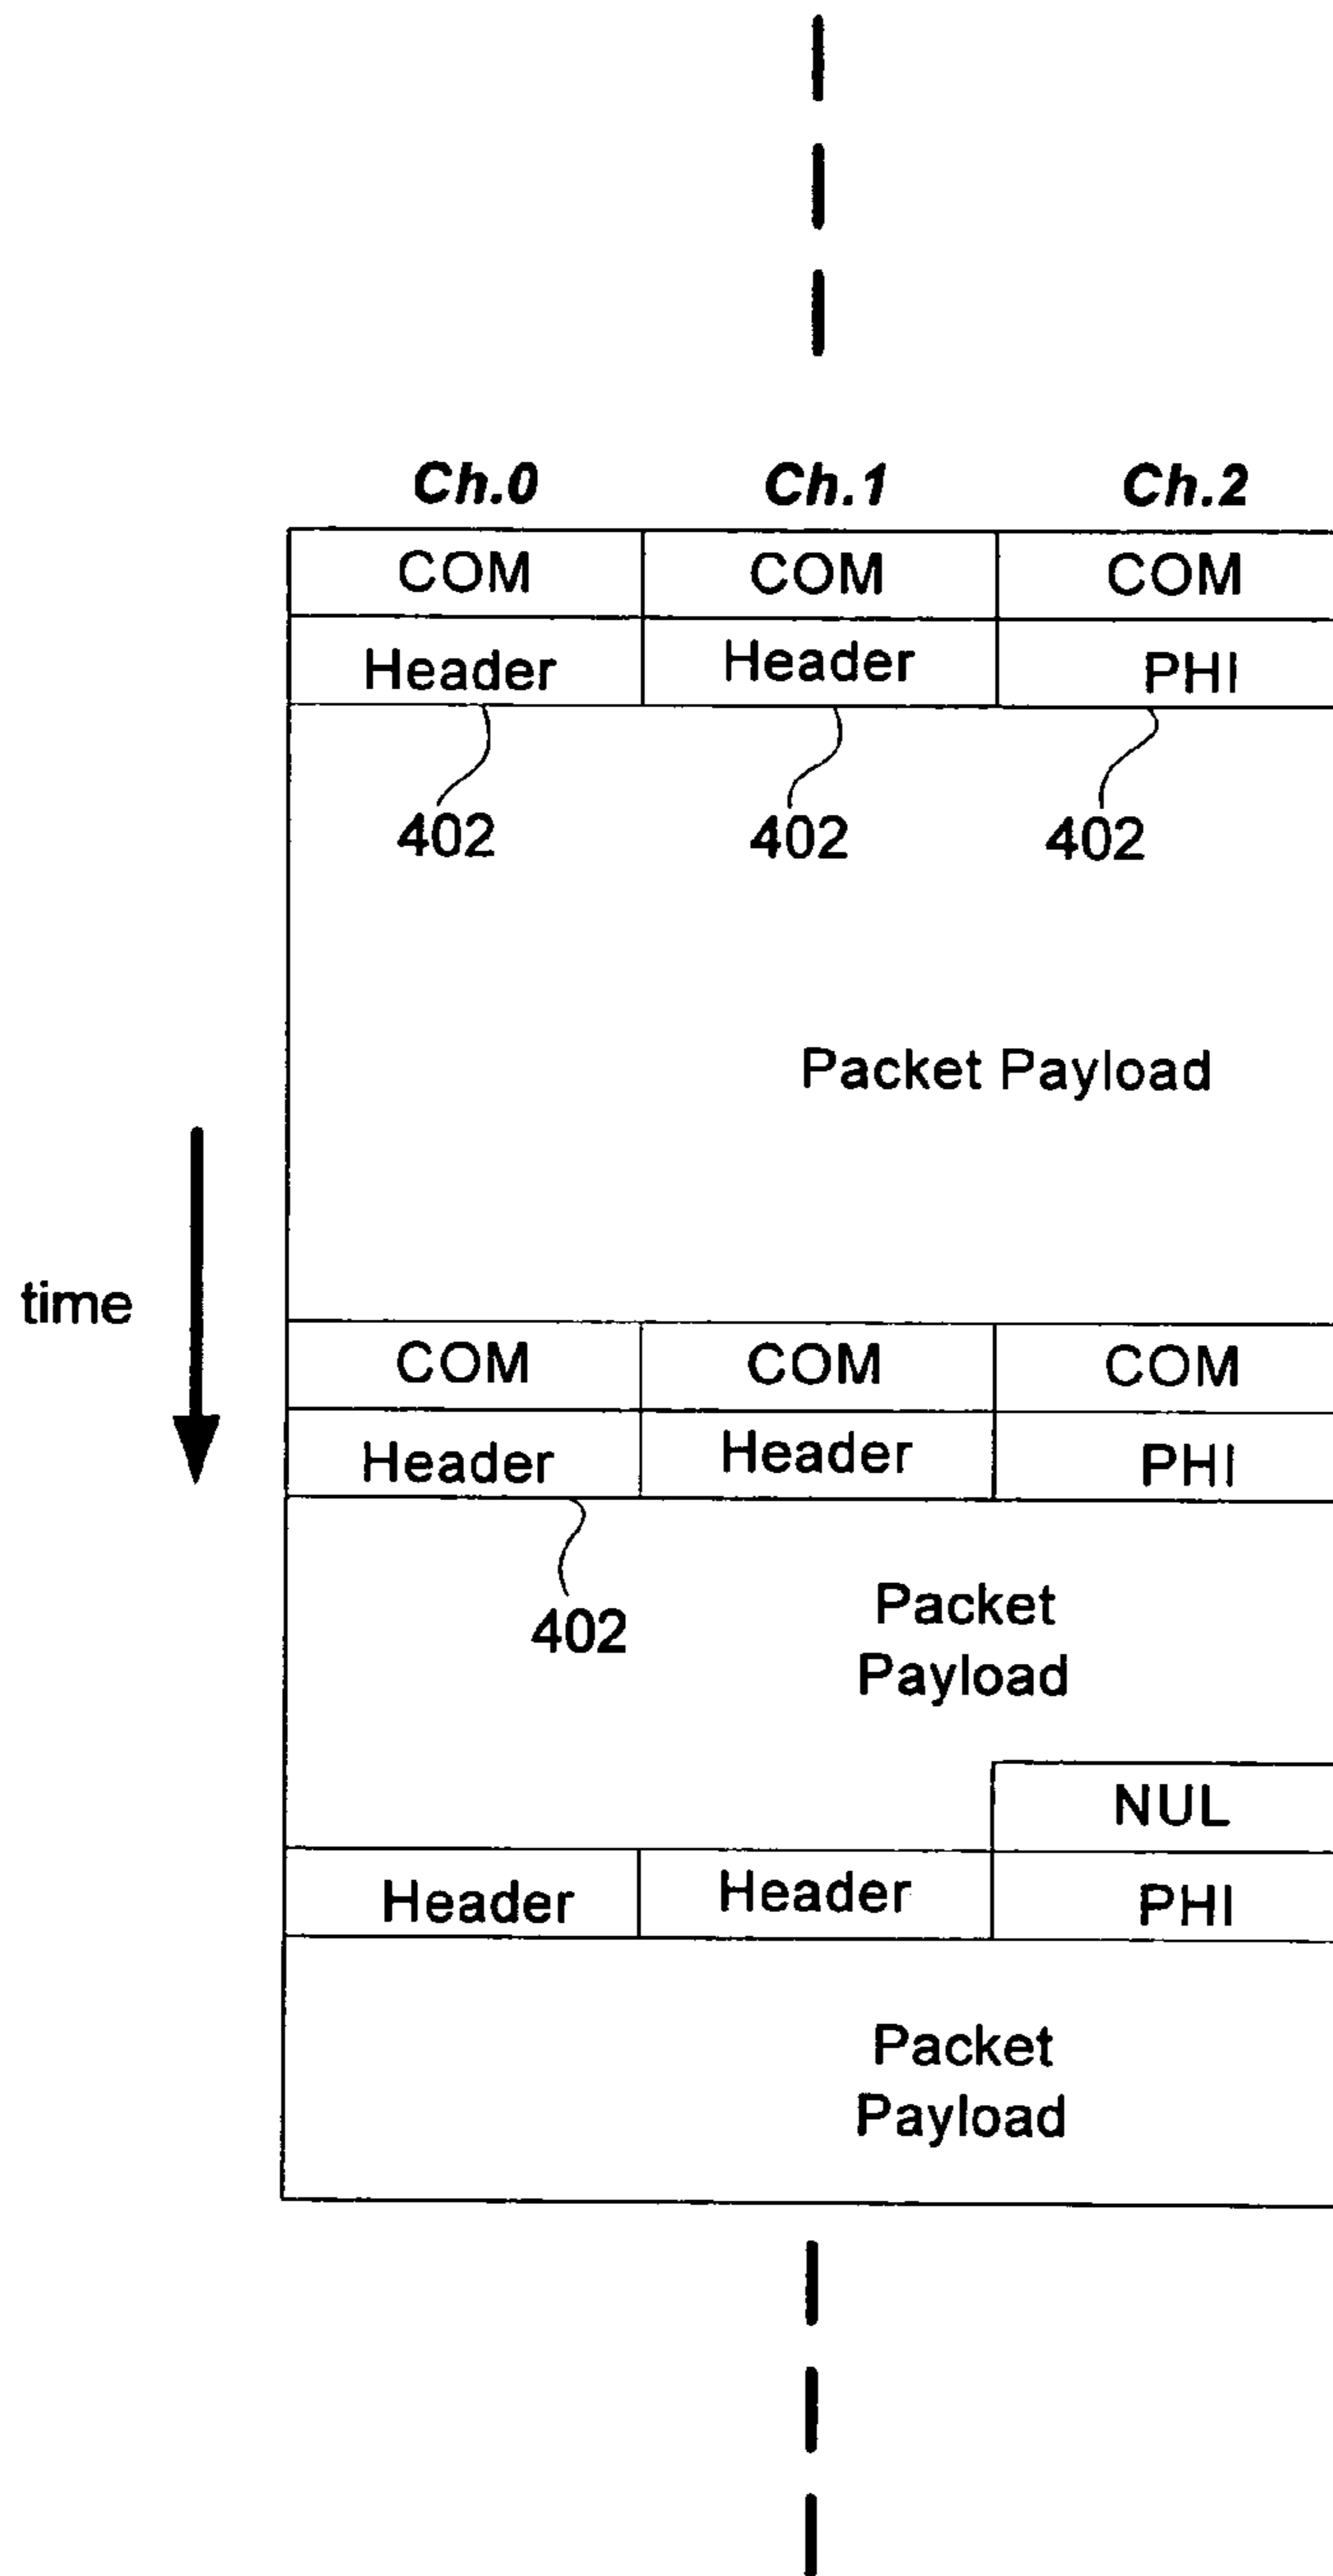 Ch.0 Ch.1 Ch.2
COM COM COM
Header Header PHI
402 402 402
Packet Payload
time
COM COM COM
Header Header PHI
402
Packet
Payload
NUL
Header Header PHI
Packet
Payload